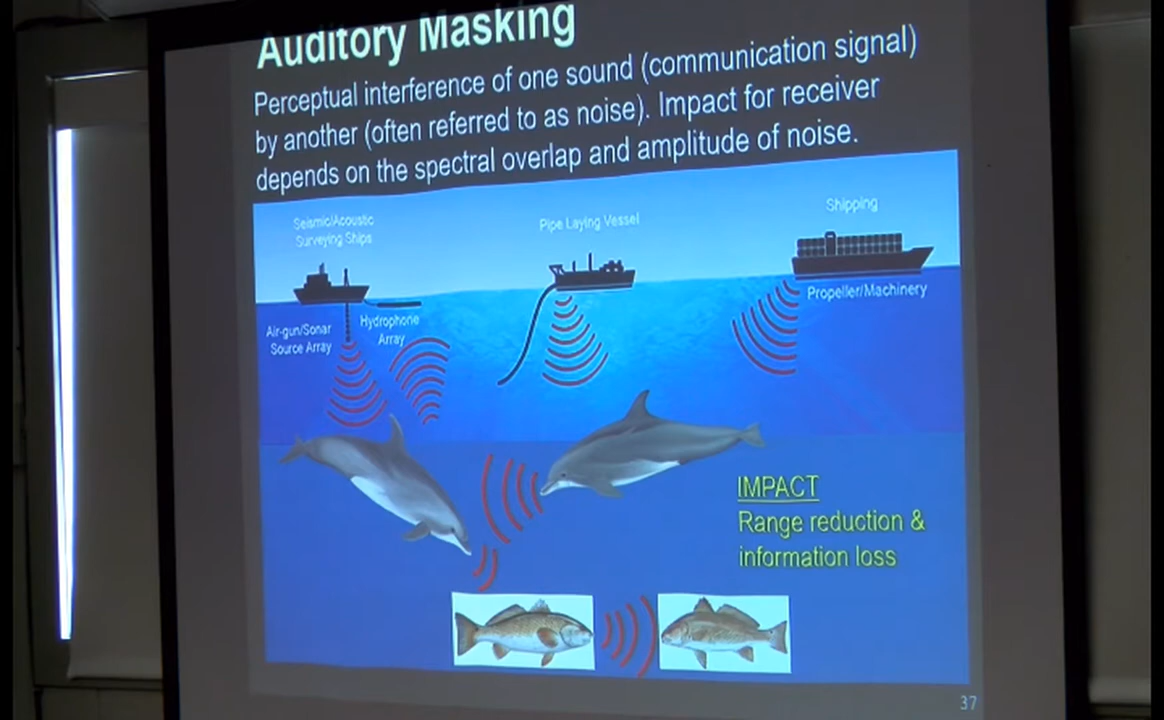 Auditory Masking
Perceptual interference of one sound (communication signal)
by another (often referred to as noise). Impact for receiver
depends on the spectral overlap and amplitude of noise.
Seismic/Acoustic
Surveying Ships
Pipe Laying Vessel
Shipping
Propeller/Machinery
Air-gun/Sonar
Source Array
Hydrophone
Array
IMPACT
Range reduction &
information loss
37